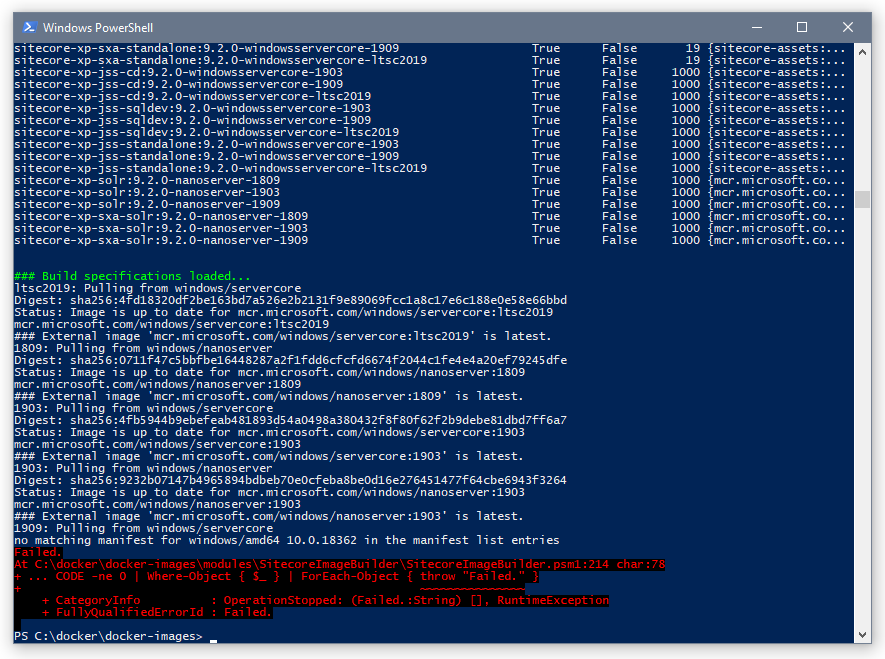 Windows PowerShell
sitecore-xp-sxa-standalone:9.2.0-windowsservercore-1909 True False 19 {sitecore-assets:...
sitecore-xp-sxa-standalone:9.2.0-windowsservercore-ltsc2019 True False 19 {sitecore-assets:...
sitecore-xp-jss-cd:9.2.0-windowsservercore-1903 True False 1000 {sitecore-assets:...
sitecore-xp-jss-cd:9.2.0-windowsservercore-1909 True False 1000 {sitecore-assets:...
sitecore-xp-jss-cd:9.2.0-windowsservercore-ltsc2019 True False 1000 {sitecore-assets:...
sitecore-xp-jss-sqldev:9.2.0-windowsservercore-1903 True False 1000 {sitecore-assets:...
sitecore-xp-jss-sqldev:9.2.0-windowsservercore-1909 True False 1000 {sitecore-assets:...
sitecore-xp-jss-sqldev:9.2.0-windowsservercore-ltsc2019 True False 1000 {sitecore-assets:...
sitecore-xp-jss-standalone:9.2.0-windowsservercore-1903 True False 1000 {sitecore-assets:...
sitecore-xp-jss-standalone:9.2.0-windowsservercore-1909 True False 1000 {sitecore-assets:...
sitecore-xp-jss-standalone:9.2.0-windowsservercore-ltsc2019 True False 1000 {sitecore-assets:...
sitecore-xp-solr:9.2.0-nanoserver-1809 True False 1000 {mcr.microsoft.co...
sitecore-xp-solr:9.2.0-nanoserver-1903 True False 1000 {mcr.microsoft.co...
sitecore-xp-solr:9.2.0-nanoserver-1909 True False 1000 {mcr.microsoft.co...
sitecore-xp-sxa-solr:9.2.0-nanoserver-1809 True False 1000 {mcr.microsoft.co...
sitecore-xp-sxa-solr:9.2.0-nanoserver-1903 True False 1000 {mcr.microsoft.co...
sitecore-xp-sxa-solr:9.2.0-nanoserver-1909 True False 1000 {mcr.microsoft.co...
### Build specifications loaded...
ltsc2019: Pulling from windows/servercore
Digest: sha256:4fd18320df2be163bd7a526e2b2131f9e89069fcc1a8c17e6c188e0e58e66bbd
Status: Image is up to date for mcr.microsoft.com/windows/servercore:ltsc2019
mcr.microsoft.com/windows/servercore:ltsc2019
### External image 'mcr.microsoft.com/windows/servercore:ltsc2019' is latest.
1809: Pulling from windows/nanoserver
Digest: sha256:0711f47c5bbfbe16448287a2f1fdd6cfcfd6674f2044c1fe4e4a20ef79245dfe
Status: Image is up to date for mcr.microsoft.com/windows/nanoserver:1809
mcr.microsoft.com/windows/nanoserver:1809
### External image 'mcr.microsoft.com/windows/nanoserver:1809' is latest.
1903: Pulling from windows/servercore
Digest: sha256:4fb5944b9ebefeab481893d54a0498a380432f8f80f62f2b9debe81dbd7ff6a7
Status: Image is up to date for mcr.microsoft.com/windows/servercore:1903
mcr.microsoft.com/windows/servercore:1903
### External image 'mcr.microsoft.com/windows/servercore:1903' is latest.
1903: Pulling from windows/nanoserver
Digest: sha256:9232b07147b4965894bdbeb70e0cfeba8be0d16e276451477f64cbe6943f3264
Status: Image is up to date for mcr.microsoft.com/windows/nanoserver:1903
mcr.microsoft.com/windows/nanoserver:1903
### External image 'mcr.microsoft.com/windows/nanoserver:1903' is latest.
1909: Pulling from windows/servercore
no matching manifest for windows/amd64 10.0.18362 in the manifest list entries
Failed.
At C:\docker\docker-images\modules\SitecoreImageBuilder\SitecoreImageBuilder.psm1:214 char:78
+ ... CODE -ne 0 | Where-Object { $_ } | ForEach-Object { throw "Failed." }
+ ~~~~~~~~~~~~~~~
+ CategoryInfo : OperationStopped: (Failed.:String) [], RuntimeException
+ FullyQualifiedErrorId : Failed.
PS C:\docker\docker-images>